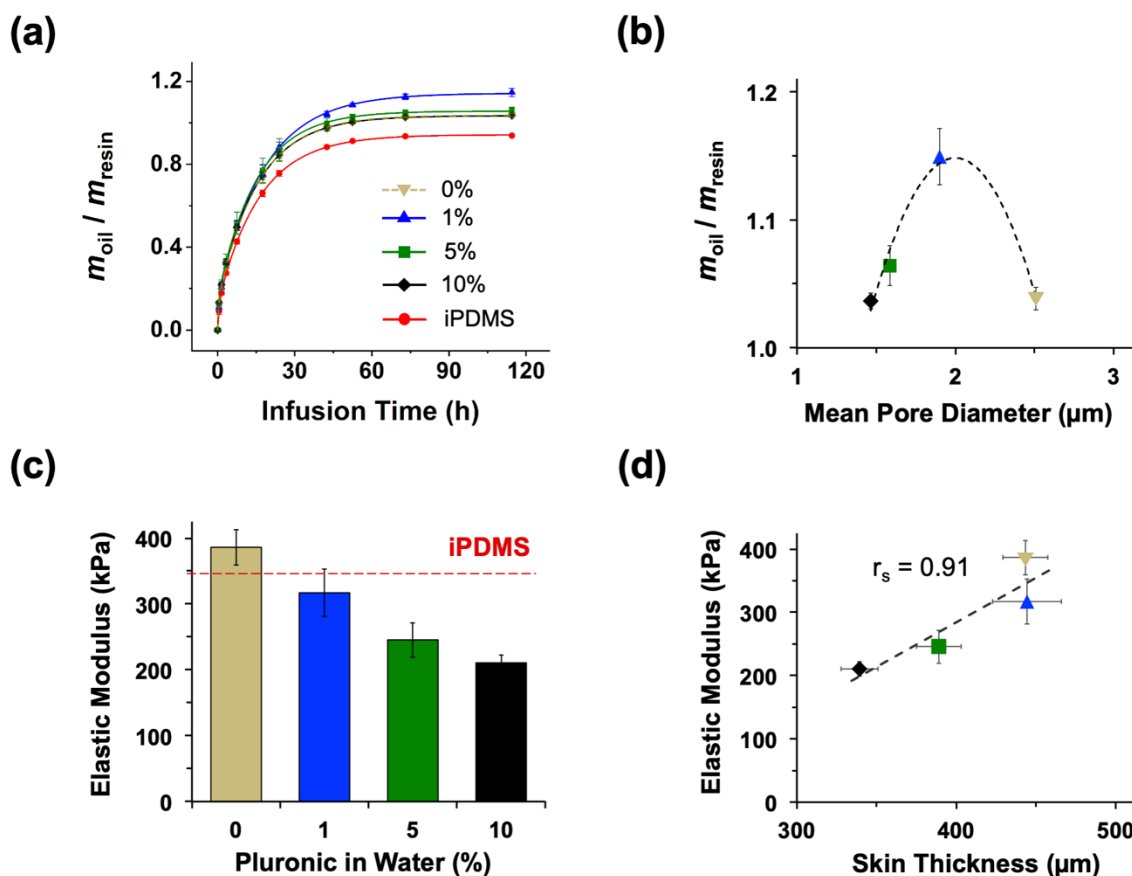 (a)
1.2
0.8
0.4
0.0
m_oil / m_resin
0%
1%
5%
10%
iPDMS
0
30
60
90
120
Infusion Time (h)
(b)
1.2
1.1
1.0
m_oil / m_resin
1
2
3
Mean Pore Diameter (μm)
(c)
400
300
200
100
0
Elastic Modulus (kPa)
iPDMS
0
1
5
10
Pluronic in Water (%)
(d)
400
300
200
100
0
Elastic Modulus (kPa)
r_s = 0.91
300
400
500
Skin Thickness (μm)